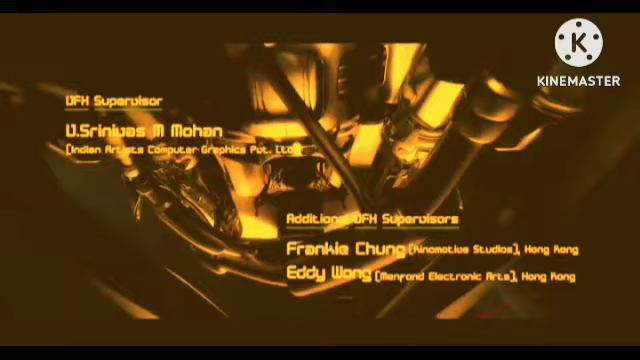 KINEMASTER
VFX Supervisor
V.Srinivas M Mohan
(Indian Artists Computer Graphics Pvt. Ltd)
Additional VFX Supervisors
Frankie Chung (Kinomotive Studios), Hong Kong
Eddy Wong (Menfond Electronic Arts), Hong Kong